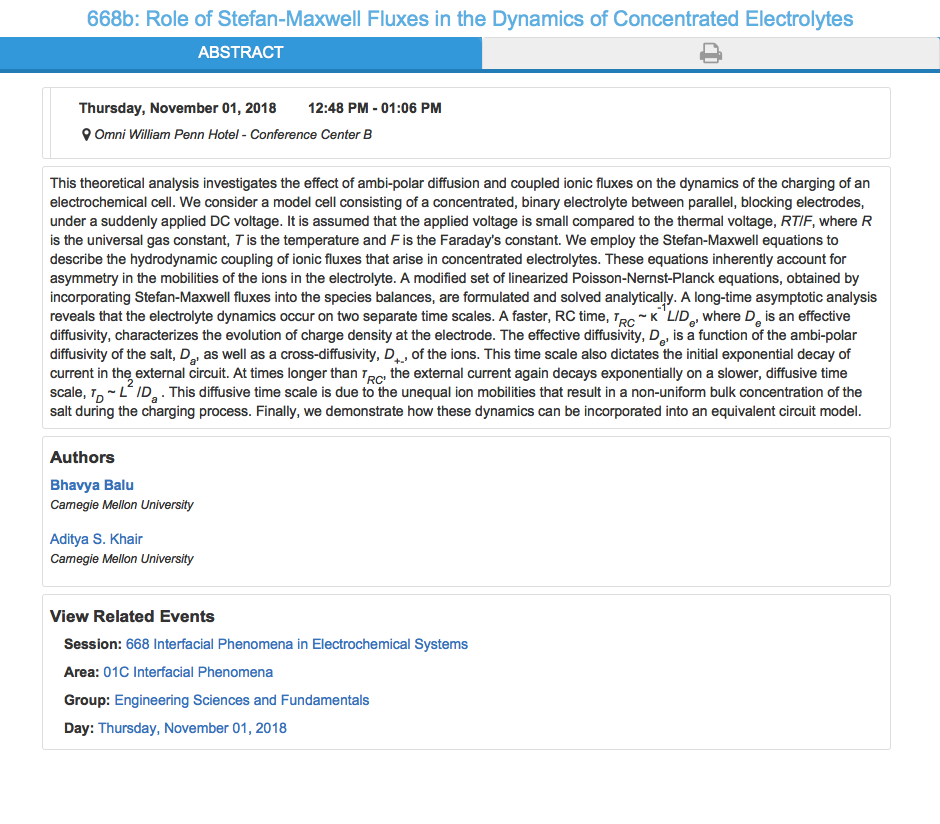 668b: Role of Stefan-Maxwell Fluxes in the Dynamics of Concentrated Electrolytes
ABSTRACT
Thursday, November 01, 2018 12:48 PM - 01:06 PM
Omni William Penn Hotel - Conference Center B
This theoretical analysis investigates the effect of ambi-polar diffusion and coupled ionic fluxes on the dynamics of the charging of an
electrochemical cell. We consider a model cell consisting of a concentrated, binary electrolyte between parallel, blocking electrodes,
under a suddenly applied DC voltage. It is assumed that the applied voltage is small compared to the thermal voltage, RT/F, where R
is the universal gas constant, T is the temperature and F is the Faraday's constant. We employ the Stefan-Maxwell equations to
describe the hydrodynamic coupling of ionic fluxes that arise in concentrated electrolytes. These equations inherently account for
asymmetry in the mobilities of the ions in the electrolyte. A modified set of linearized Poisson-Nernst-Planck equations, obtained by
incorporating Stefan-Maxwell fluxes into the species balances, are formulated and solved analytically. A long-time asymptotic analysis
reveals that the electrolyte dynamics occur on two separate time scales. A faster, RC time, τ_RC ~ κ^-1 L/D_e, where D_e is an effective
diffusivity, characterizes the evolution of charge density at the electrode. The effective diffusivity, D_e, is a function of the ambi-polar
diffusivity of the salt, D_a, as well as a cross-diffusivity, D_+-, of the ions. This time scale also dictates the initial exponential decay of
current in the external circuit. At times longer than τ_RC, the external current again decays exponentially on a slower, diffusive time
scale, τ_D ~ L^2 /D_a . This diffusive time scale is due to the unequal ion mobilities that result in a non-uniform bulk concentration of the
salt during the charging process. Finally, we demonstrate how these dynamics can be incorporated into an equivalent circuit model.
Authors
Bhavya Balu
Carnegie Mellon University
Aditya S. Khair
Carnegie Mellon University
View Related Events
Session: 668 Interfacial Phenomena in Electrochemical Systems
Area: 01C Interfacial Phenomena
Group: Engineering Sciences and Fundamentals
Day: Thursday, November 01, 2018